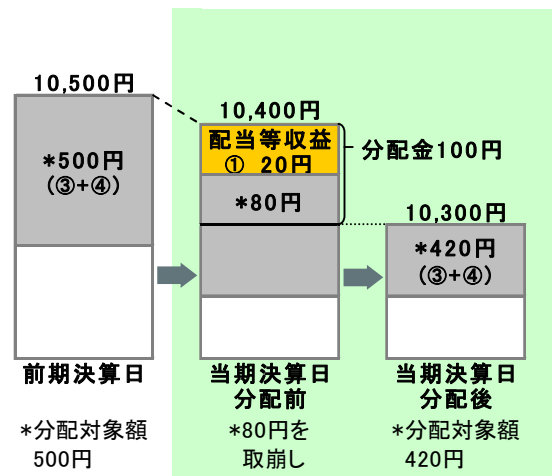 10,500円
*500円
(③+④)
前期決算日
*分配対象額
500円
10,400円
配当等収益
① 20円
*80円
分配金100円
当期決算日
分配前
*80円を
取崩し
10,300円
*420円
(③+④)
当期決算日
分配後
*分配対象額
420円